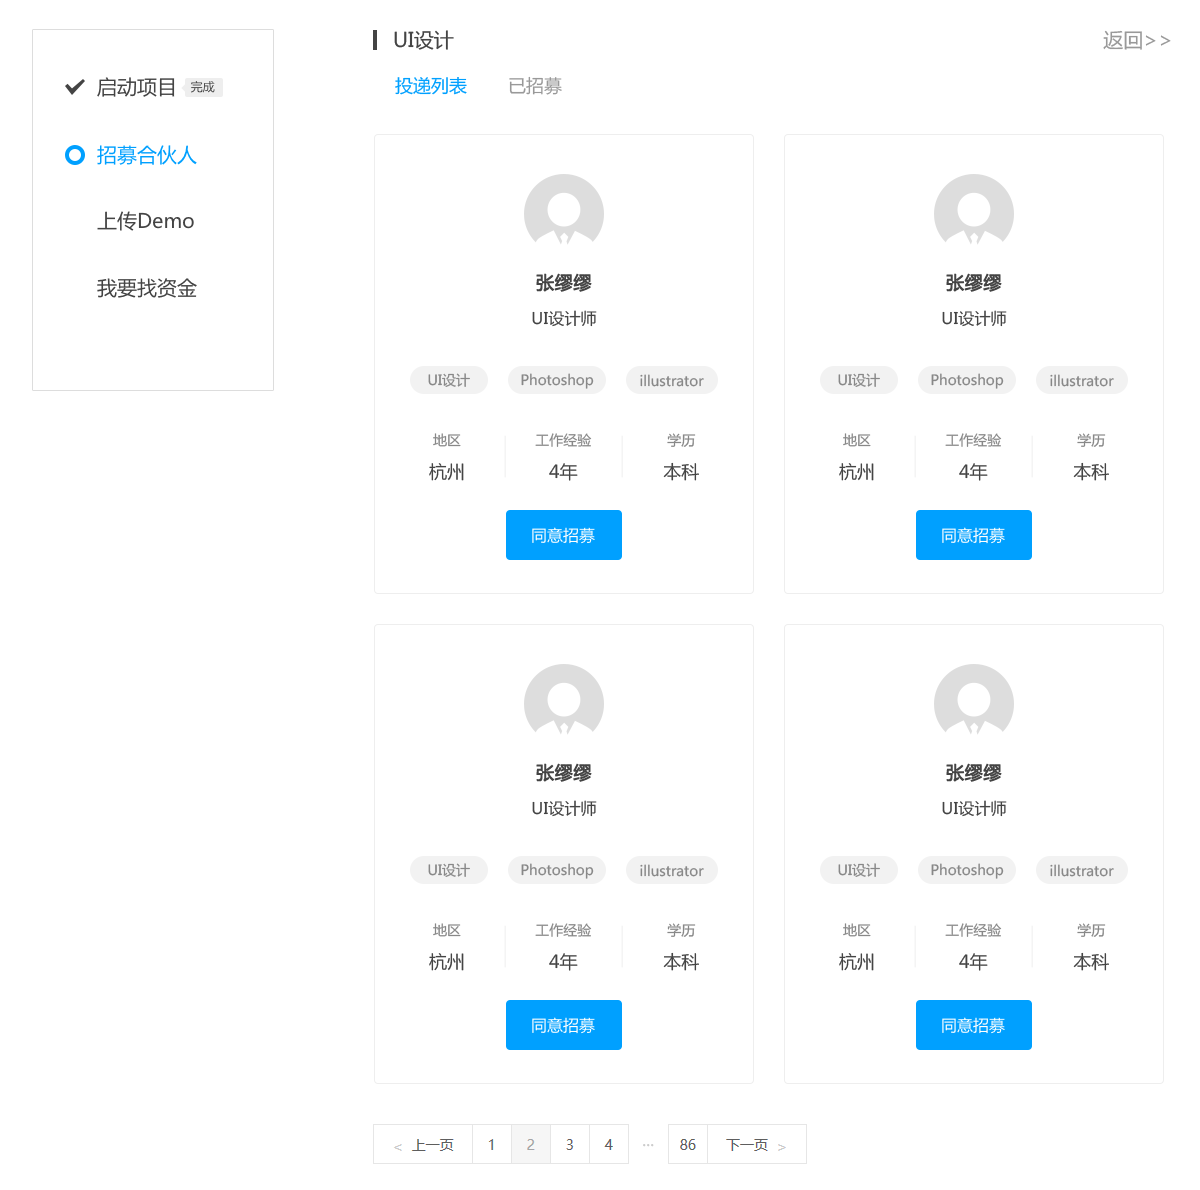 启动项目 完成
招募合伙人
上传Demo
我要找资金
UI设计 返回>>
投递列表 已招募
张缪缪
UI设计师
UI设计 Photoshop illustrator
地区 工作经验 学历
杭州 4年 本科
同意招募
张缪缪
UI设计师
UI设计 Photoshop illustrator
地区 工作经验 学历
杭州 4年 本科
同意招募
张缪缪
UI设计师
UI设计 Photoshop illustrator
地区 工作经验 学历
杭州 4年 本科
同意招募
张缪缪
UI设计师
UI设计 Photoshop illustrator
地区 工作经验 学历
杭州 4年 本科
同意招募
< 上一页 1 2 3 4 ··· 86 下一页 >